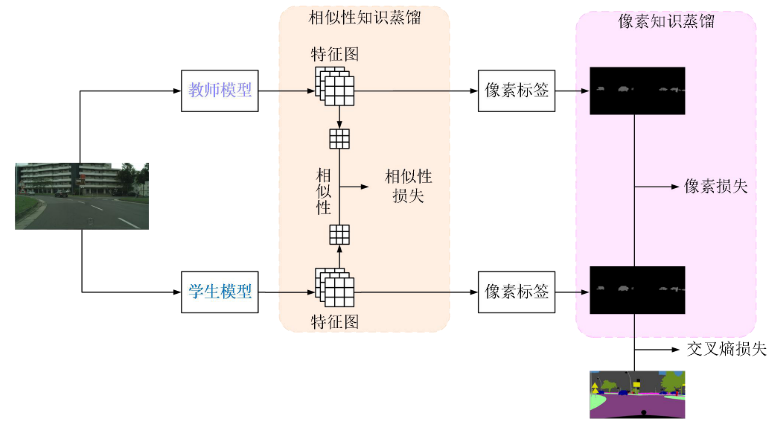 相似性知识蒸馏
像素知识蒸馏
特征图
教师模型
像素标签
相似性
相似性
损失
像素损失
学生模型
像素标签
特征图
交叉熵损失